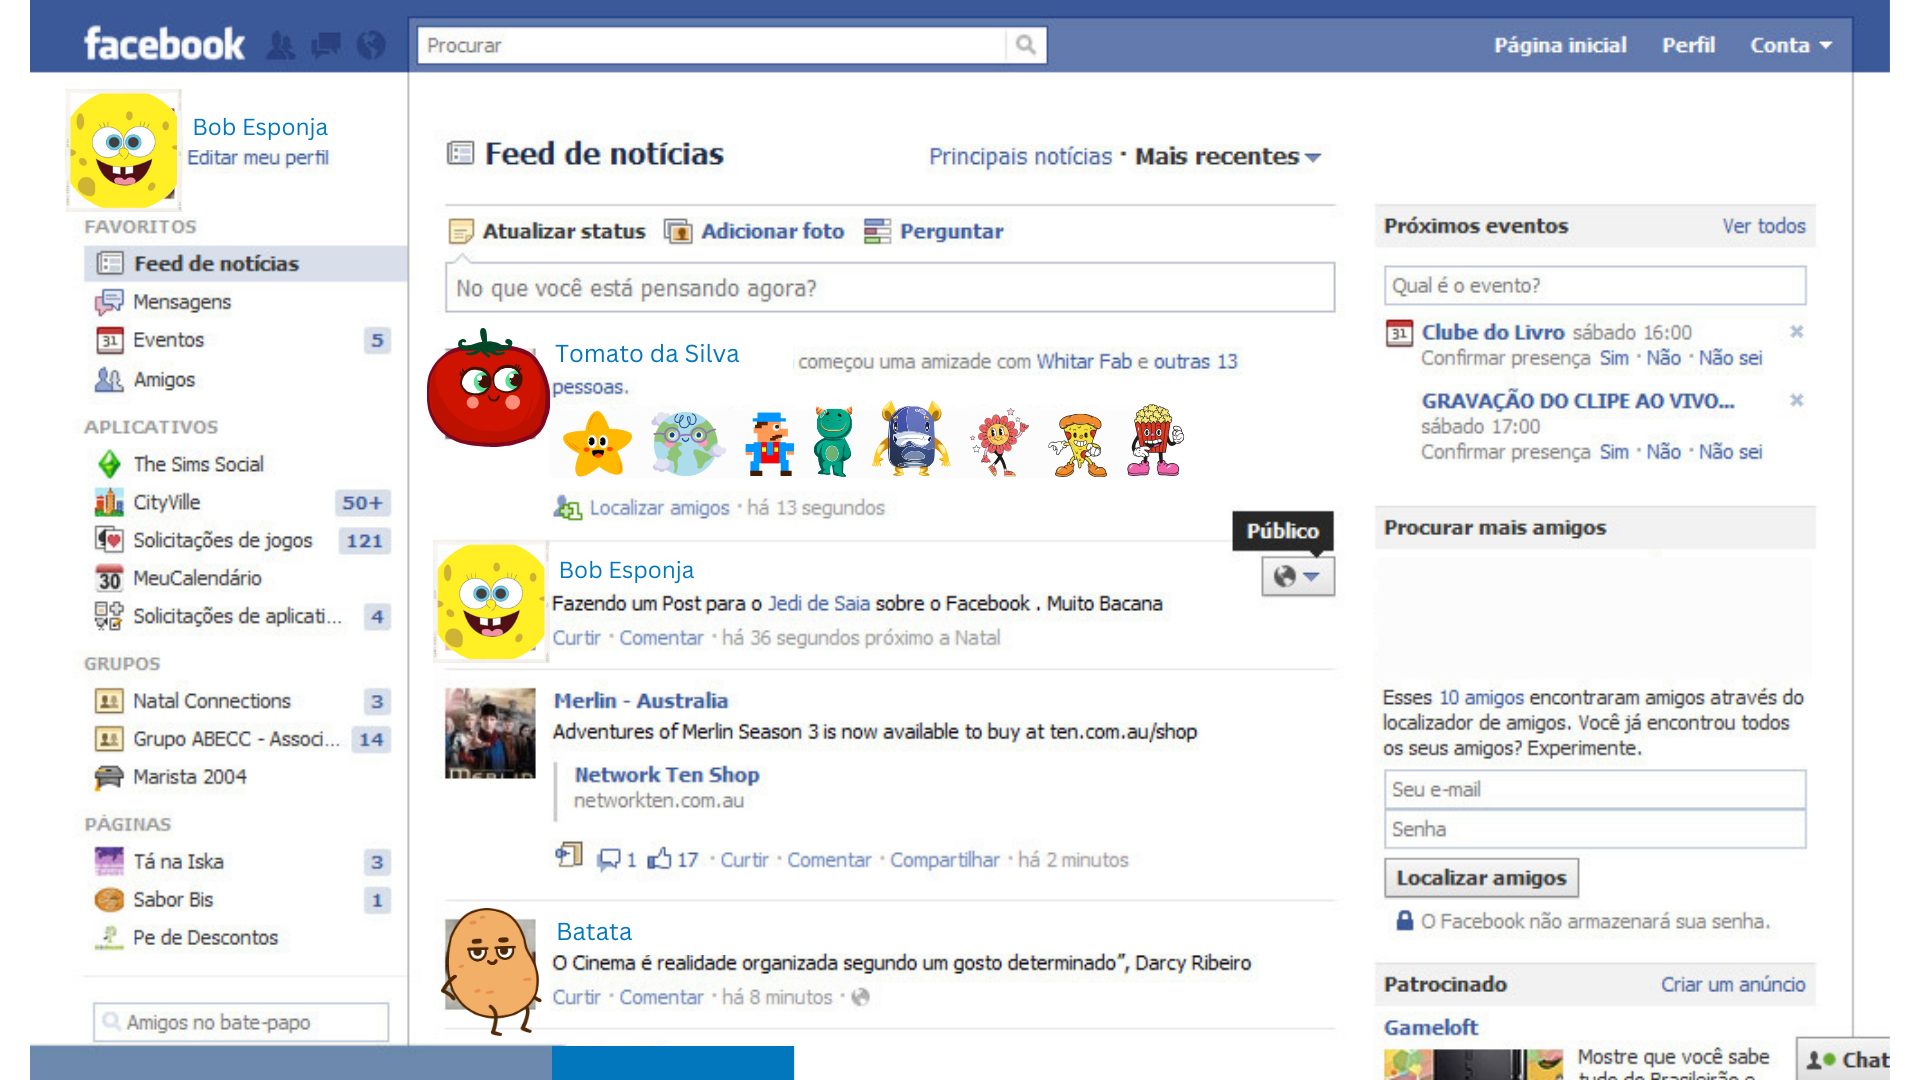 facebook
Procurar
Página inicial
Perfil
Conta
Bob Esponja
Editar meu perfil
FAVORITOS
Feed de notícias
Mensagens
31 Eventos 5
Amigos
APLICATIVOS
The Sims Social
CityVille 50+
Solicitações de jogos 121
30 MeuCalendário
Solicitações de aplicati... 4
GRUPOS
Natal Connections 3
Grupo ABECC - Associ... 14
Marista 2004
PÁGINAS
Tá na Iska 3
Sabor Bis 1
Pe de Descontos
Amigos no bate-papo
Feed de notícias
Principais notícias · Mais recentes
Atualizar status
Adicionar foto
Perguntar
No que você está pensando agora?
Tomato da Silva começou uma amizade com Whitar Fab e outras 13
pessoas.
Localizar amigos · há 13 segundos
Público
Bob Esponja
Fazendo um Post para o Jedi de Saia sobre o Facebook . Muito Bacana
Curtir · Comentar · há 36 segundos próximo a Natal
MERLIN
Merlin - Australia
Adventures of Merlin Season 3 is now available to buy at ten.com.au/shop
Network Ten Shop
networkten.com.au
1 17 · Curtir · Comentar · Compartilhar · há 2 minutos
Batata
O Cinema é realidade organizada segundo um gosto determinado”, Darcy Ribeiro
Curtir · Comentar · há 8 minutos ·
Próximos eventos
Ver todos
Qual é o evento?
31 Clube do Livro sábado 16:00
Confirmar presença Sim · Não · Não sei
GRAVAÇÃO DO CLIPE AO VIVO...
sábado 17:00
Confirmar presença Sim · Não · Não sei
Procurar mais amigos
Esses 10 amigos encontraram amigos através do
localizador de amigos. Você já encontrou todos
os seus amigos? Experimente.
Seu e-mail
Senha
Localizar amigos
O Facebook não armazenará sua senha.
Patrocinado
Criar um anúncio
Gameloft
Mostre que você sabe
tudo do Brasileirão e
Chat